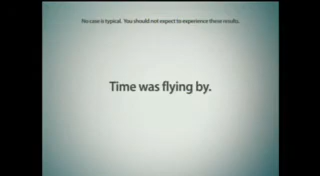 No case is typical. You should not expect to experience these results.
Time was flying by.